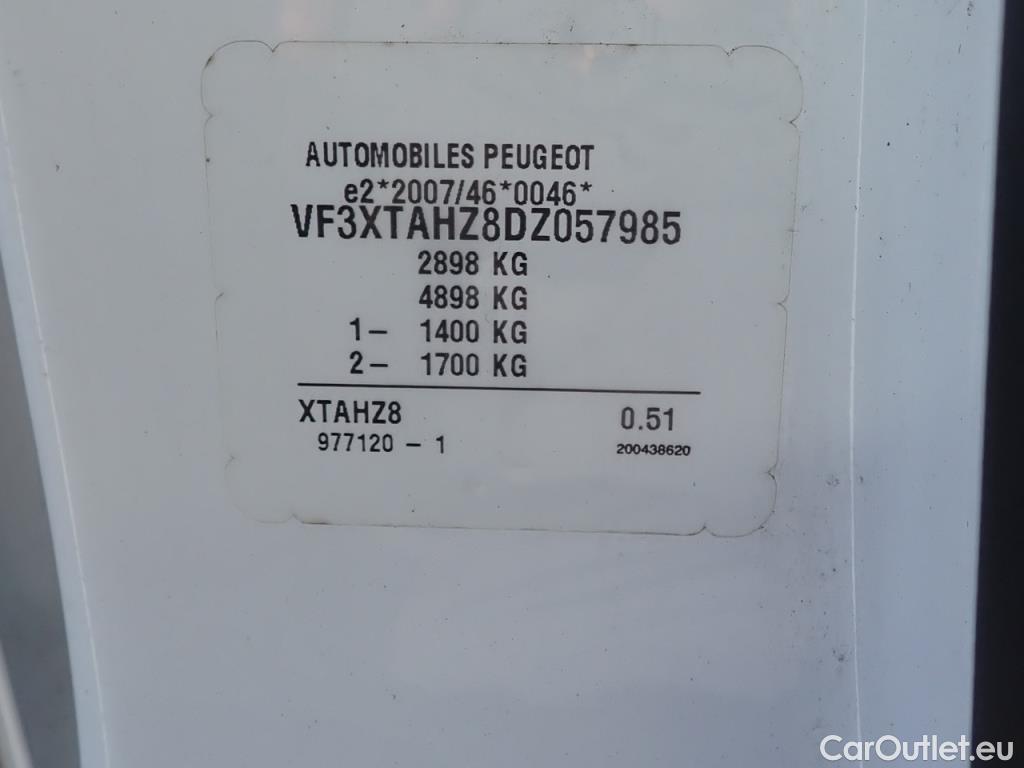 AUTOMOBILES PEUGEOT
e2*2007/46*0046*
VF3XTAHZ8DZ057985
2898 KG
4898 KG
1- 1400 KG
2- 1700 KG
XTAHZ8 0.51
977120 - 1 200438620
CarOutlet.eu